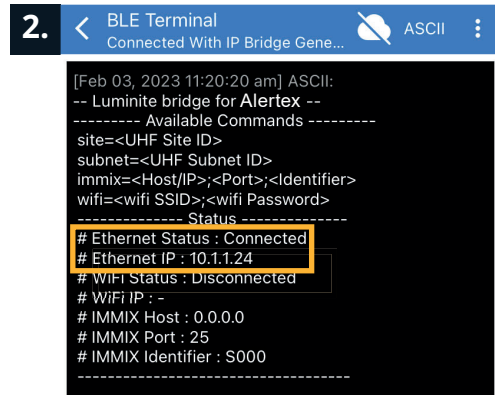 2.
BLE Terminal
Connected With IP Bridge Gene...
ASCII
[Feb 03, 2023 11:20:20 am] ASCII:
-- Luminite bridge for Alertex --
--------- Available Commands ---------
site=<UHF Site ID>
subnet=<UHF Subnet ID>
immix=<Host/IP>;<Port>;<Identifier>
wifi=<wifi SSID>;<wifi Password>
-------------- Status --------------
# Ethernet Status : Connected
# Ethernet IP : 10.1.1.24
# WiFi Status : Disconnected
# WiFi IP : -
# IMMIX Host : 0.0.0.0
# IMMIX Port : 25
# IMMIX Identifier : S000
------------------------------------